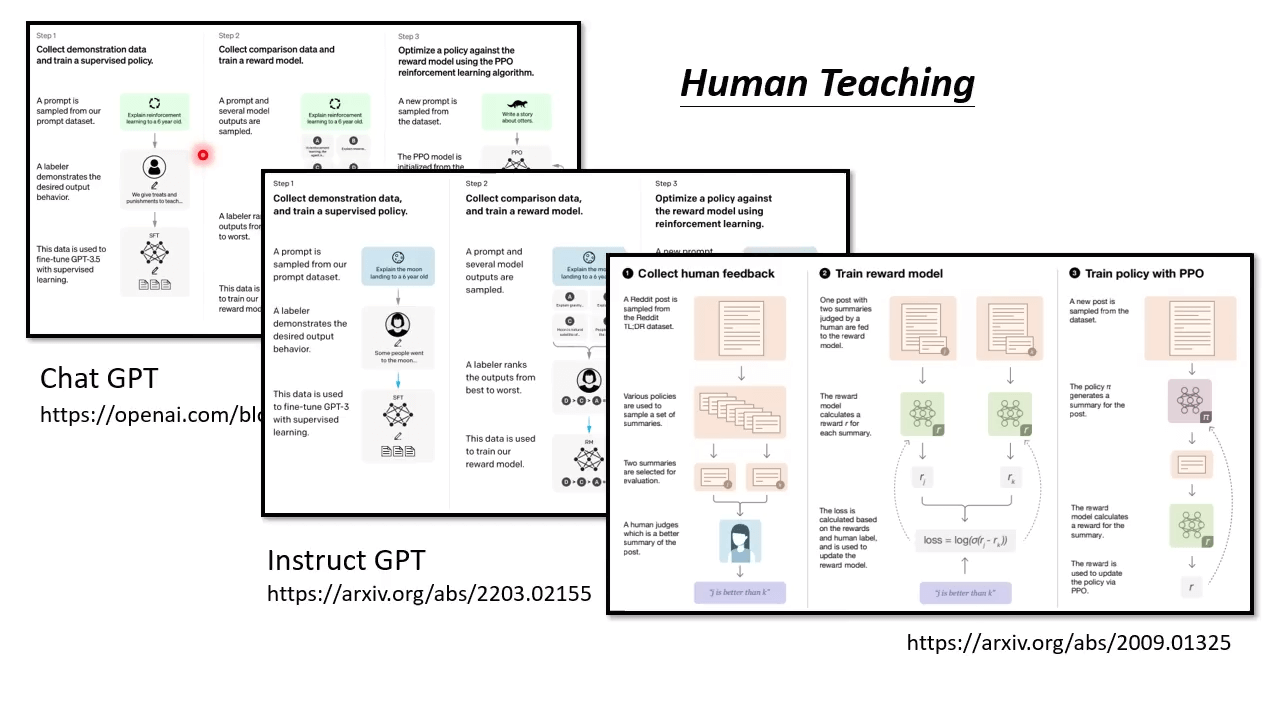 Human Teaching
Step 1
Collect demonstration data
and train a supervised policy.
A prompt is
sampled from our
prompt dataset.
Explain reinforcement
learning to a 6 year old.
A labeler
demonstrates the
desired output
behavior.
We give treats and
punishments to teach...
This data is used to
fine-tune GPT-3.5
with supervised
learning.
SFT
Step 2
Collect comparison data and
train a reward model.
A prompt and
several model
outputs are
sampled.
Explain reinforcement
learning to a 6 year old.
A
B
C
D
A labeler ran
outputs from
to worst.
This data is
to train our
reward mod
Step 3
Optimize a policy against the
reward model using the PPO
reinforcement learning algorithm.
A new prompt is
sampled from
the dataset.
Write a story
about otters.
The PPO model is
initialized from the
PPO
Chat GPT
https://openai.com/blo
Step 1
Collect demonstration data,
and train a supervised policy.
A prompt is
sampled from our
prompt dataset.
Explain the moon
landing to a 6 year old
A labeler
demonstrates the
desired output
behavior.
Some people went
to the moon...
This data is used
to fine-tune GPT-3
with supervised
learning.
SFT
Step 2
Collect comparison data,
and train a reward model.
A prompt and
several model
outputs are
sampled.
Explain the moon
landing to a 6 year
A
Explain gravity...
C
A labeler ranks
the outputs from
best to worst.
D > C > A =
This data is used
to train our
reward model.
RM
D > C > A =
Step 3
Optimize a policy against
the reward model using
reinforcement learning.
A new prompt
Instruct GPT
https://arxiv.org/abs/2203.02155
1 Collect human feedback
A Reddit post is
sampled from
the Reddit
TL;DR dataset.
Various policies
are used to
sample a set of
summaries.
Two summaries
are selected for
evaluation.
j
k
A human judges
which is a better
summary of the
post.
"j is better than k"
2 Train reward model
One post with
two summaries
judged by a
human are fed
to the reward
model.
j
k
The reward
model
calculates a
reward r for
each summary.
r
r
rj
rk
The loss is
calculated based
on the rewards
and human label,
and is used to
update the
reward model.
loss = log(σ(rj - rk))
"j is better than k"
3 Train policy with PPO
A new post is
sampled from the
dataset.
The policy π
generates a
summary for the
post.
π
The reward
model calculates
a reward for the
summary.
r
The reward is
used to update
the policy via
PPO.
r
https://arxiv.org/abs/2009.01325